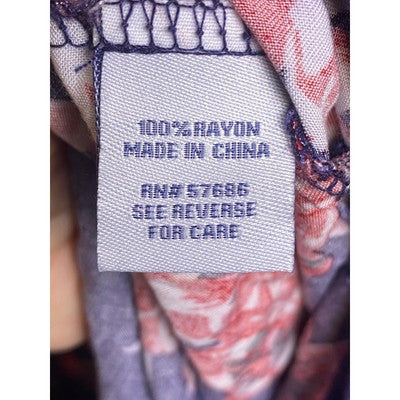 100% RAYON
MADE IN CHINA
RN# 57686
SEE REVERSE
FOR CARE